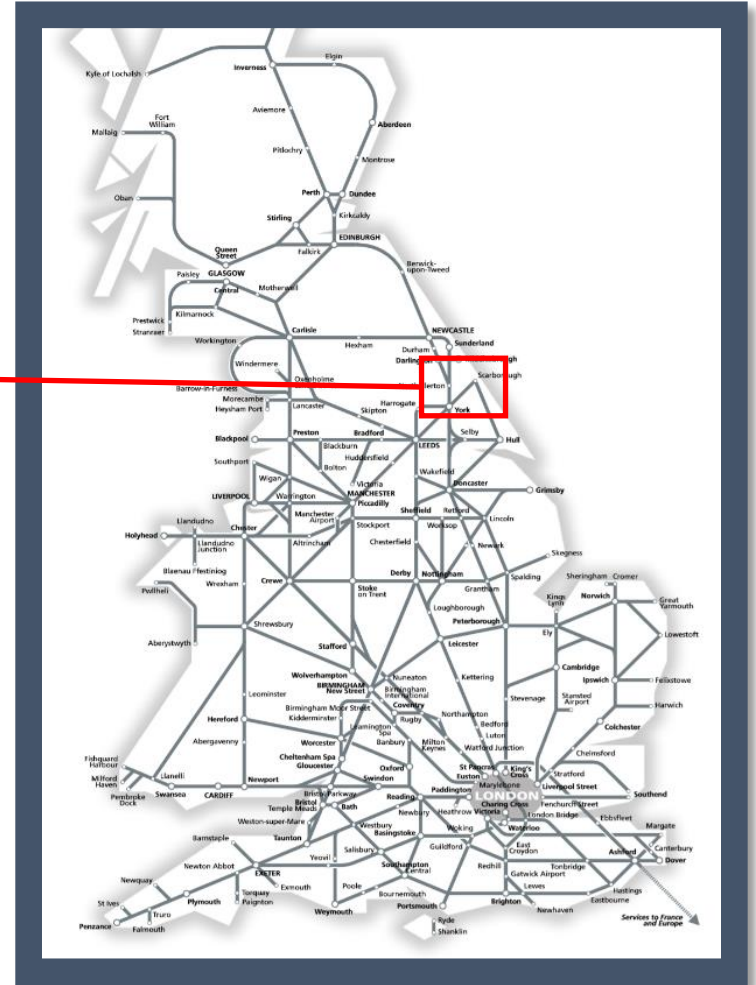 Elgin
Inverness
Kyle of Lochalsh
Aviemore
Fort
William
Mallaig
Aberdeen
Pitlochry
Montrose
Perth
Dundee
Oban
Stirling
Kirkcaldy
Queen
Street
Falkirk
EDINBURGH
Berwick-
upon-Tweed
Paisley
GLASGOW
Central
Motherwell
Prestwick
Kilmarnock
Stranraer
Carlisle
NEWCASTLE
Workington
Hexham
Sunderland
Durham
Windermere
Scarborough
Barrow-in-Furness
Oxenholme
Morecambe
Heysham Port
Lancaster
Harrogate
Skipton
York
Blackpool
Preston
Bradford
LEEDS
Selby
Hull
Blackburn
Huddersfield
Southport
Bolton
Wakefield
Wigan
Victoria
Doncaster
Grimsby
LIVERPOOL
Warrington
MANCHESTER
Piccadilly
Llandudno
Manchester
Airport
Stockport
Sheffield
Retford
Worksop
Lincoln
Holyhead
Llandudno
Junction
Chester
Altrincham
Chesterfield
Newark
Skegness
Blaenau Ffestiniog
Pwllheli
Wrexham
Crewe
Stoke
on Trent
Derby
Nottingham
Grantham
Spalding
Sheringham
Cromer
Kings
Lynn
Norwich
Great
Yarmouth
Loughborough
Peterborough
Shrewsbury
Ely
Lowestoft
Aberystwyth
Stafford
Leicester
Wolverhampton
BIRMINGHAM
New Street
Nuneaton
Kettering
Cambridge
Ipswich
Felixstowe
Birmingham
International
Leominster
Birmingham Moor Street
Coventry
Stevenage
Stansted
Airport
Harwich
Kidderminster
Rugby
Northampton
Hereford
Leamington
Spa
Bedford
Colchester
Worcester
Banbury
Milton
Keynes
Luton
Abergavenny
Watford Junction
Chelmsford
Cheltenham Spa
Fishguard
Harbour
Gloucester
Oxford
St Pancras
King's
Cross
Euston
Stratford
Milford
Haven
Llanelli
Swindon
Marylebone
Liverpool Street
Pembroke
Dock
Swansea
CARDIFF
Newport
Bristol Parkway
Reading
Paddington
LONDON
Southend
Bristol
Temple Meads
Bath
Newbury
Heathrow
Victoria
Charing Cross
Fenchurch Street
Weston-super-Mare
London Bridge
Ebbsfleet
Westbury
Woking
Waterloo
Margate
Barnstaple
Taunton
Basingstoke
Salisbury
Guildford
East
Croydon
Canterbury
Newton Abbot
Yeovil
Ashford
Dover
Southampton
Central
Redhill
Tonbridge
EXETER
Gatwick Airport
Newquay
Exmouth
Poole
Lewes
Hastings
Torquay
Paignton
Bournemouth
Eastbourne
St Ives
Plymouth
Weymouth
Portsmouth
Brighton
Newhaven
Truro
Penzance
Falmouth
Ryde
Shanklin
Services to France
and Europe